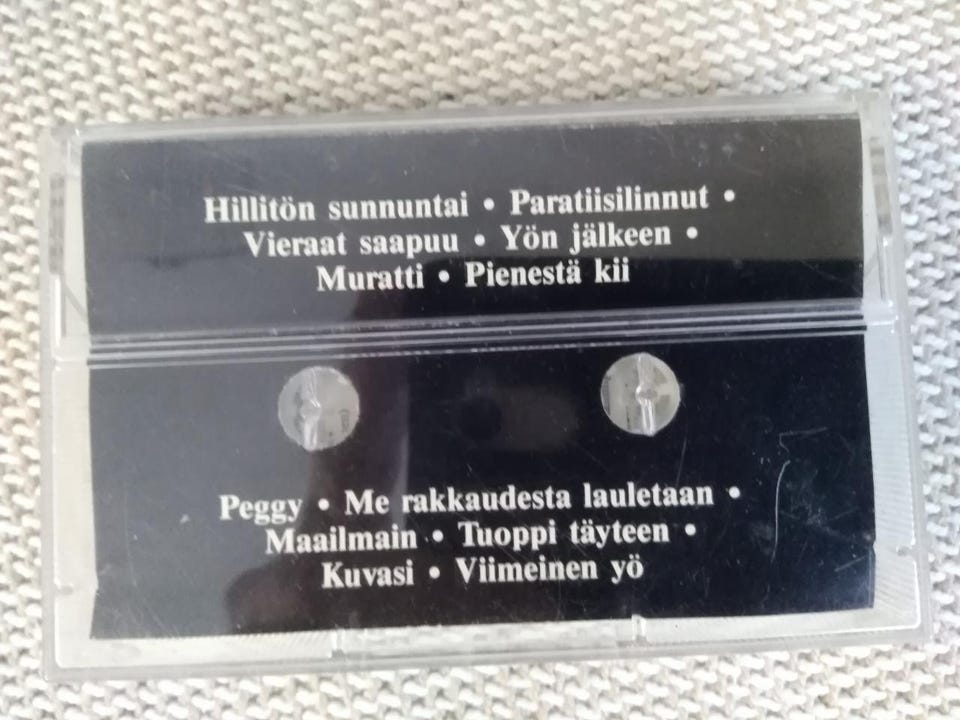 Hillitön sunnuntai • Paratiisilinnut •
Vieraat saapuu • Yön jälkeen •
Muratti • Pienestä kii
Peggy • Me rakkaudesta lauletaan •
Maailmain • Tuoppi täyteen •
Kuvasi • Viimeinen yö